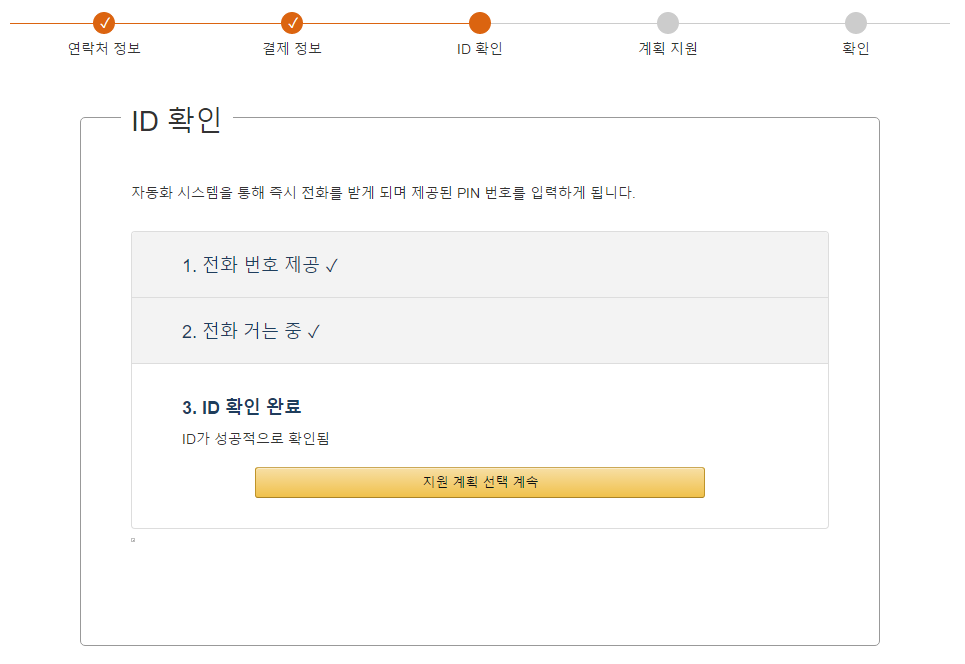 연락처 정보
결제 정보
ID 확인
계획 지원
확인
ID 확인
자동화 시스템을 통해 즉시 전화를 받게 되며 제공된 PIN 번호를 입력하게 됩니다.
1. 전화 번호 제공 ✓
2. 전화 거는 중 ✓
3. ID 확인 완료
ID가 성공적으로 확인됨
지원 계획 선택 계속